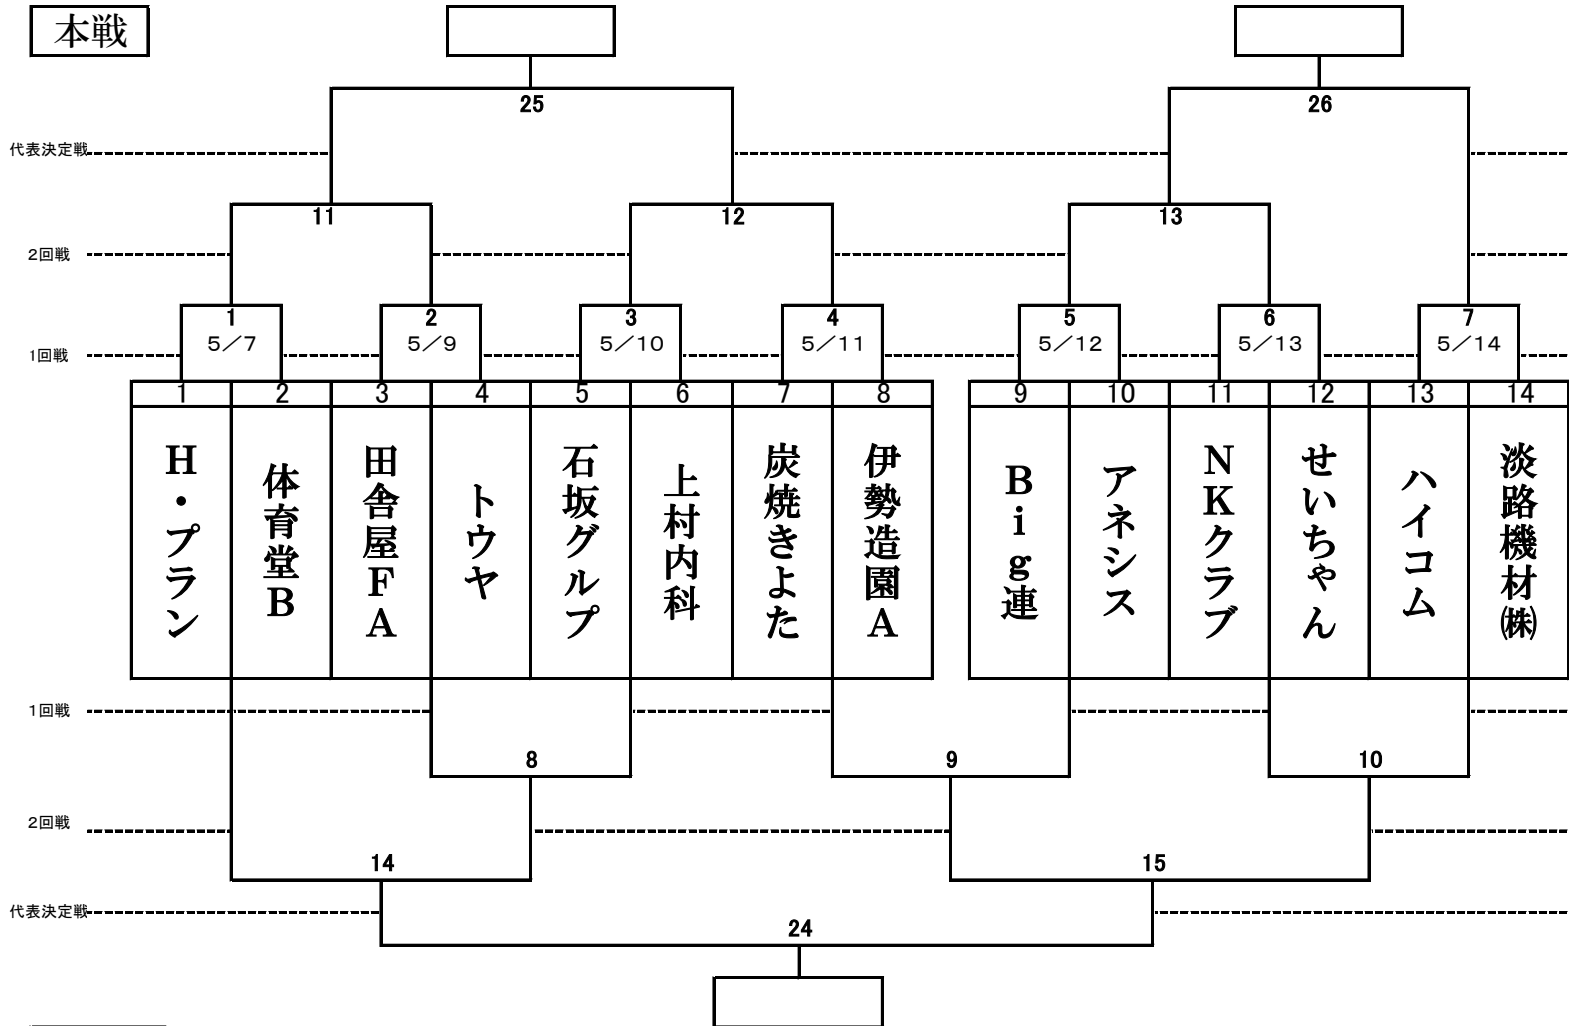 本戦
25
26
代表決定戦
11
12
13
2回戦
1
2
3
4
5
6
7
5/7
5/9
5/10
5/11
5/12
5/13
5/14
1回戦
1
2
3
4
5
6
7
8
9
10
11
12
13
14
H・プラン
体育堂B
田舎屋FA
トウヤ
石坂グルプ
上村内科
炭焼きよた
伊勢造園A
Big連
アネシス
NKクラブ
せいちゃん
ハイコム
淡路機材㈱
1回戦
8
9
10
2回戦
14
15
代表決定戦
24